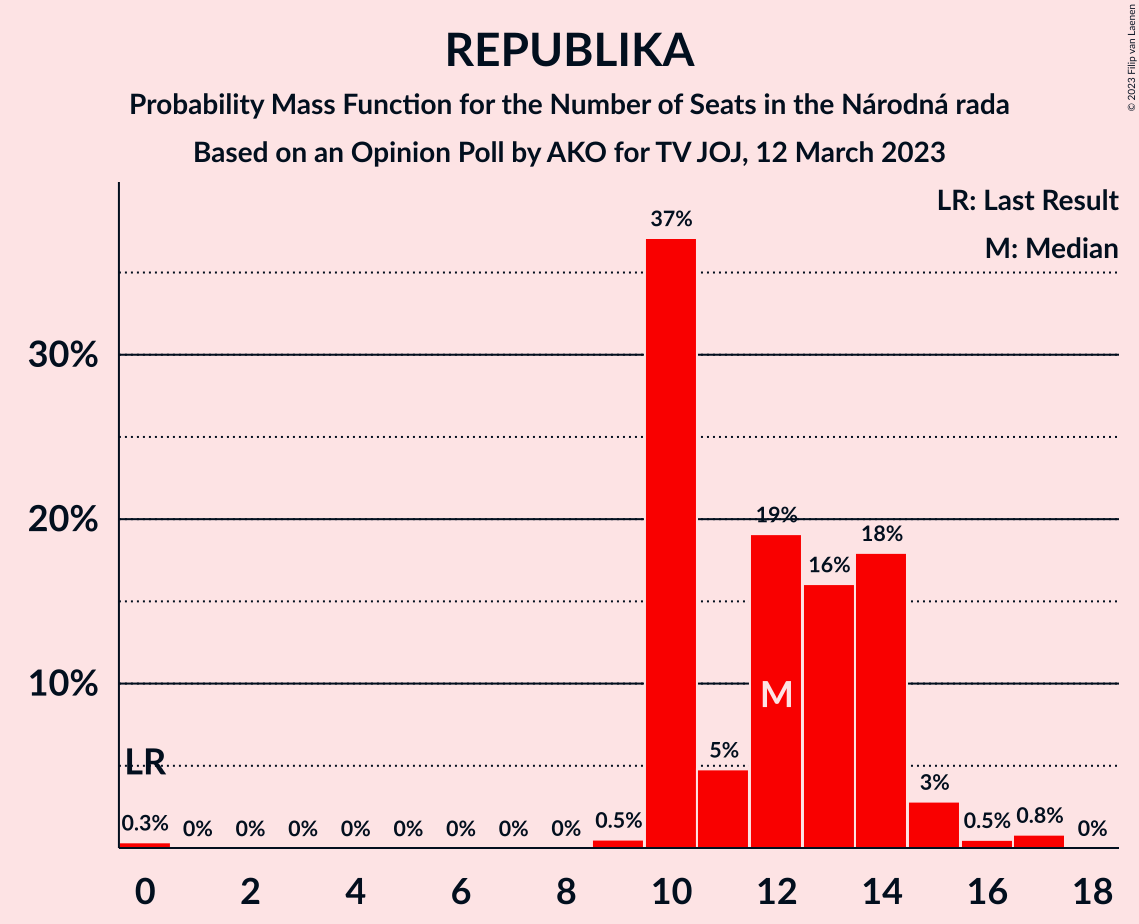 REPUBLIKA
Probability Mass Function for the Number of Seats in the Národná rada
Based on an Opinion Poll by AKO for TV JOJ, 12 March 2023
© 2023 Filip van Laenen
LR: Last Result
M: Median
30%
20%
10%
LR
M
0.3% 0% 0% 0% 0% 0% 0% 0% 0% 0.5% 37% 5% 19% 16% 18% 3% 0.5% 0.8% 0%
0 2 4 6 8 10 12 14 16 18